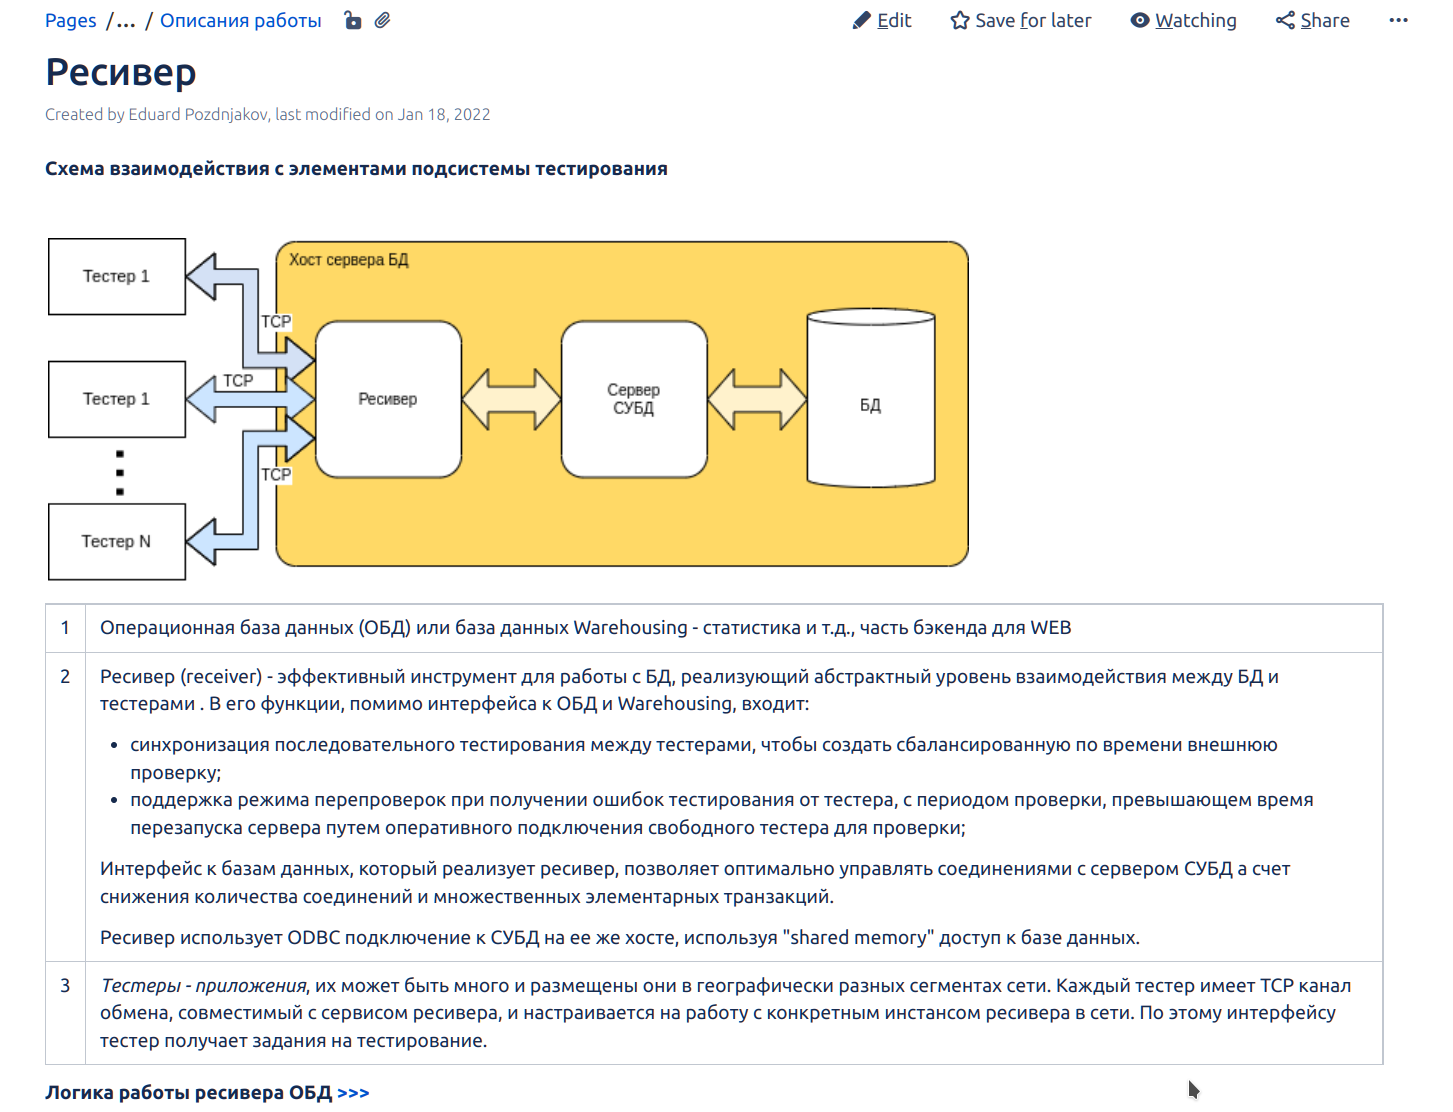 Pages /... / Описания работы
Edit Save for later Watching Share ...
Ресивер
Created by Eduard Pozdnjakov, last modified on Jan 18, 2022
Схема взаимодействия с элементами подсистемы тестирования
Хост сервера БД
Тестер 1
TCP
TCP
Тестер 1
Ресивер
Сервер
СУБД
БД
TCP
Тестер N
1 Операционная база данных (ОБД) или база данных Warehousing - статистика и т.д., часть бэкенда для WEB
2 Ресивер (receiver) - эффективный инструмент для работы с БД, реализующий абстрактный уровень взаимодействия между БД и
тестерами . В его функции, помимо интерфейса к ОБД и Warehousing, входит:
• синхронизация последовательного тестирования между тестерами, чтобы создать сбалансированную по времени внешнюю
проверку;
• поддержка режима перепроверок при получении ошибок тестирования от тестера, с периодом проверки, превышающем время
перезапуска сервера путем оперативного подключения свободного тестера для проверки;
Интерфейс к базам данных, который реализует ресивер, позволяет оптимально управлять соединениями с сервером СУБД а счет
снижения количества соединений и множественных элементарных транзакций.
Ресивер использует ODBC подключение к СУБД на ее же хосте, используя "shared memory" доступ к базе данных.
3 Тестеры - приложения, их может быть много и размещены они в географически разных сегментах сети. Каждый тестер имеет TCP канал
обмена, совместимый с сервисом ресивера, и настраивается на работу с конкретным инстансом ресивера в сети. По этому интерфейсу
тестер получает задания на тестирование.
Логика работы ресивера ОБД >>>